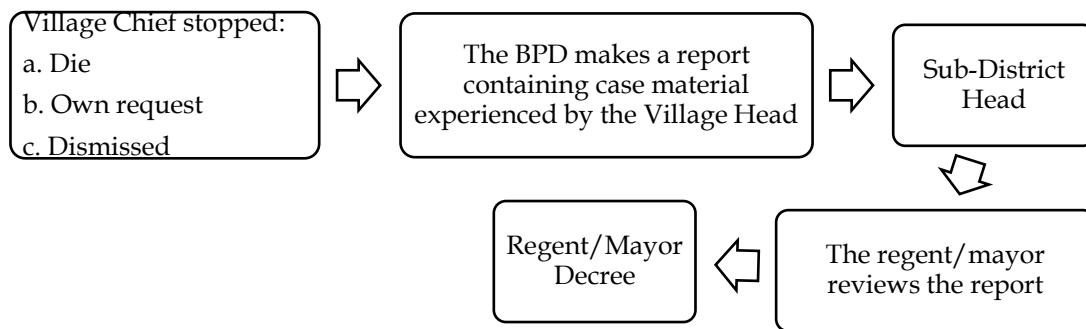 Village Chief stopped:
a. Die
b. Own request
c. Dismissed
The BPD makes a report
containing case material
experienced by the Village Head
Sub-District
Head
The regent/mayor
reviews the report
Regent/Mayor
Decree